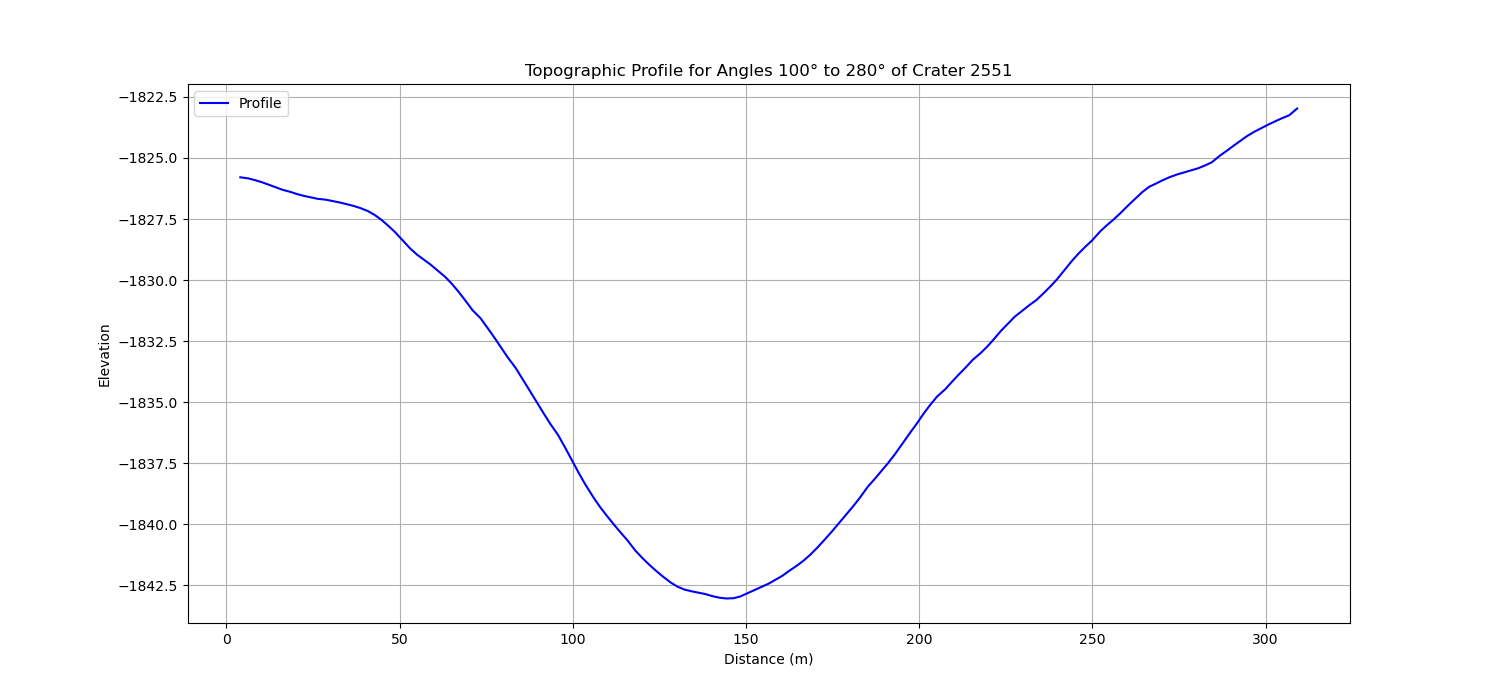 Topographic Profile for Angles 100° to 280° of Crater 2551
Profile
−1822.5
−1825.0
−1827.5
−1830.0
−1832.5
−1835.0
−1837.5
−1840.0
−1842.5
Elevation
0 50 100 150 200 250 300
Distance (m)